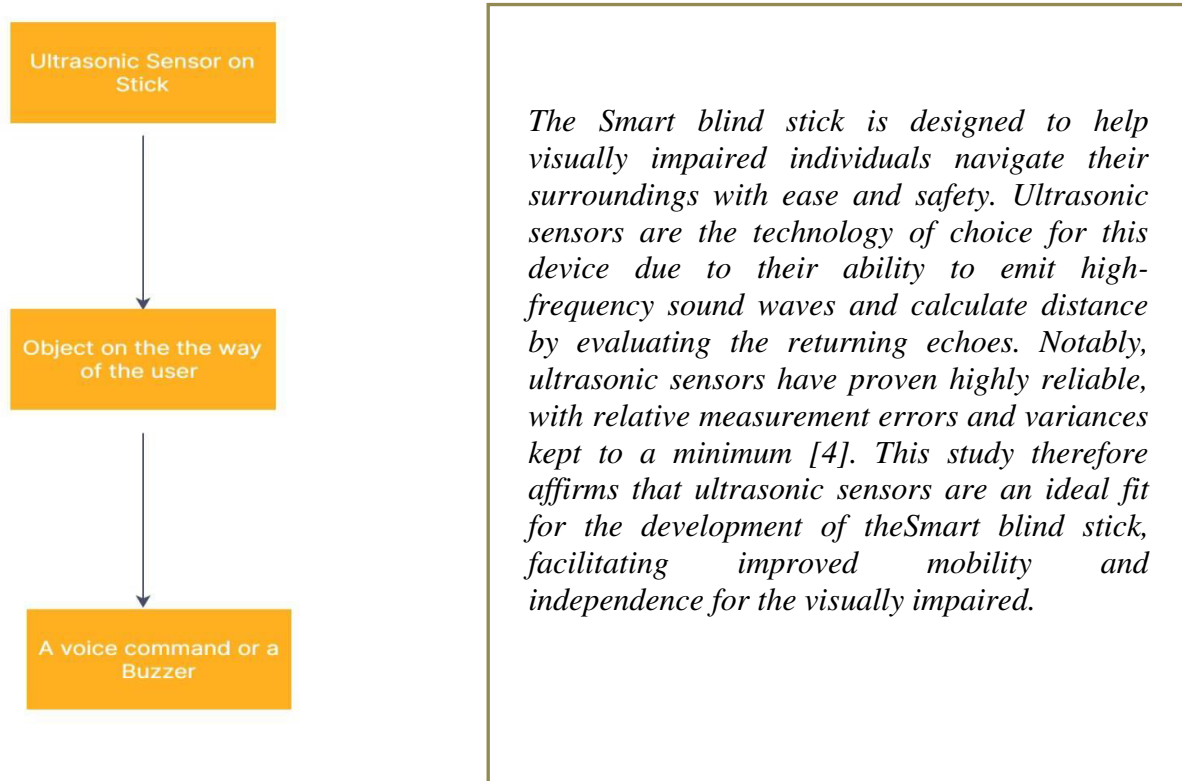 Ultrasonic Sensor on
Stick
Object on the the way
of the user
A voice command or a
Buzzer
The Smart blind stick is designed to help
visually impaired individuals navigate their
surroundings with ease and safety. Ultrasonic
sensors are the technology of choice for this
device due to their ability to emit high-
frequency sound waves and calculate distance
by evaluating the returning echoes. Notably,
ultrasonic sensors have proven highly reliable,
with relative measurement errors and variances
kept to a minimum [4]. This study therefore
affirms that ultrasonic sensors are an ideal fit
for the development of theSmart blind stick,
facilitating improved mobility and
independence for the visually impaired.